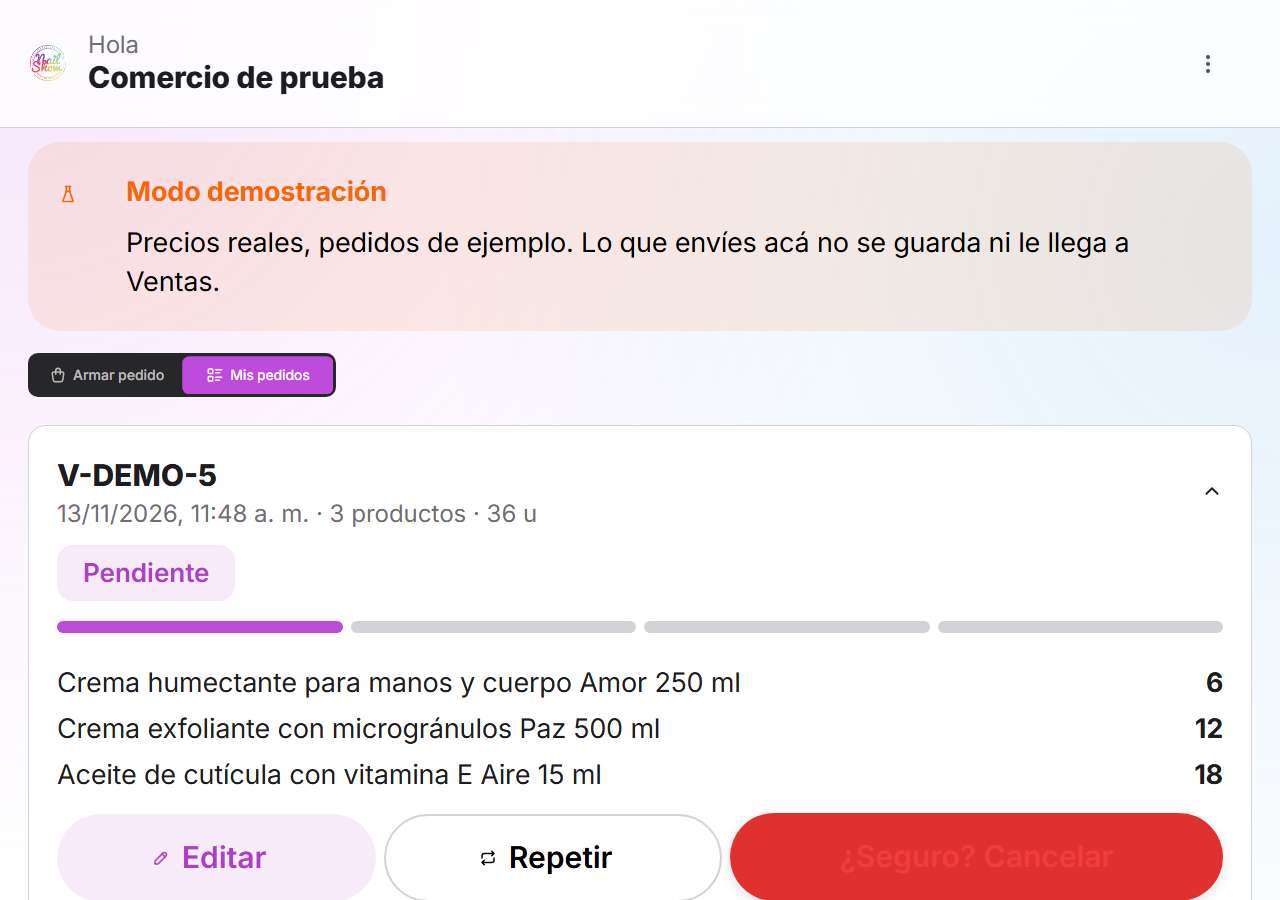 Nail
Show
Hola
Comercio de prueba
Modo demostración
Precios reales, pedidos de ejemplo. Lo que envíes acá no se guarda ni le llega a
Ventas.
Armar pedido
Mis pedidos
V-DEMO-5
13/11/2026, 11:48 a. m. · 3 productos · 36 u
Pendiente
Crema humectante para manos y cuerpo Amor 250 ml 6
Crema exfoliante con microgránulos Paz 500 ml 12
Aceite de cutícula con vitamina E Aire 15 ml 18
Editar
Repetir
¿Seguro? Cancelar